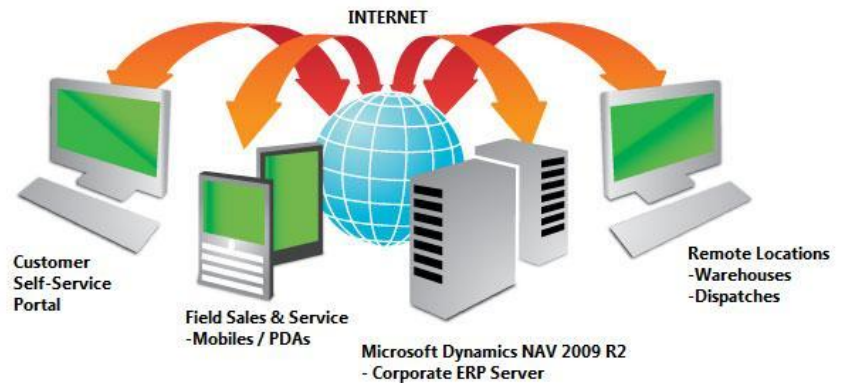 INTERNET
Customer
Self-Service
Portal
Field Sales & Service
-Mobiles / PDAs
Microsoft Dynamics NAV 2009 R2
- Corporate ERP Server
Remote Locations
-Warehouses
-Dispatches